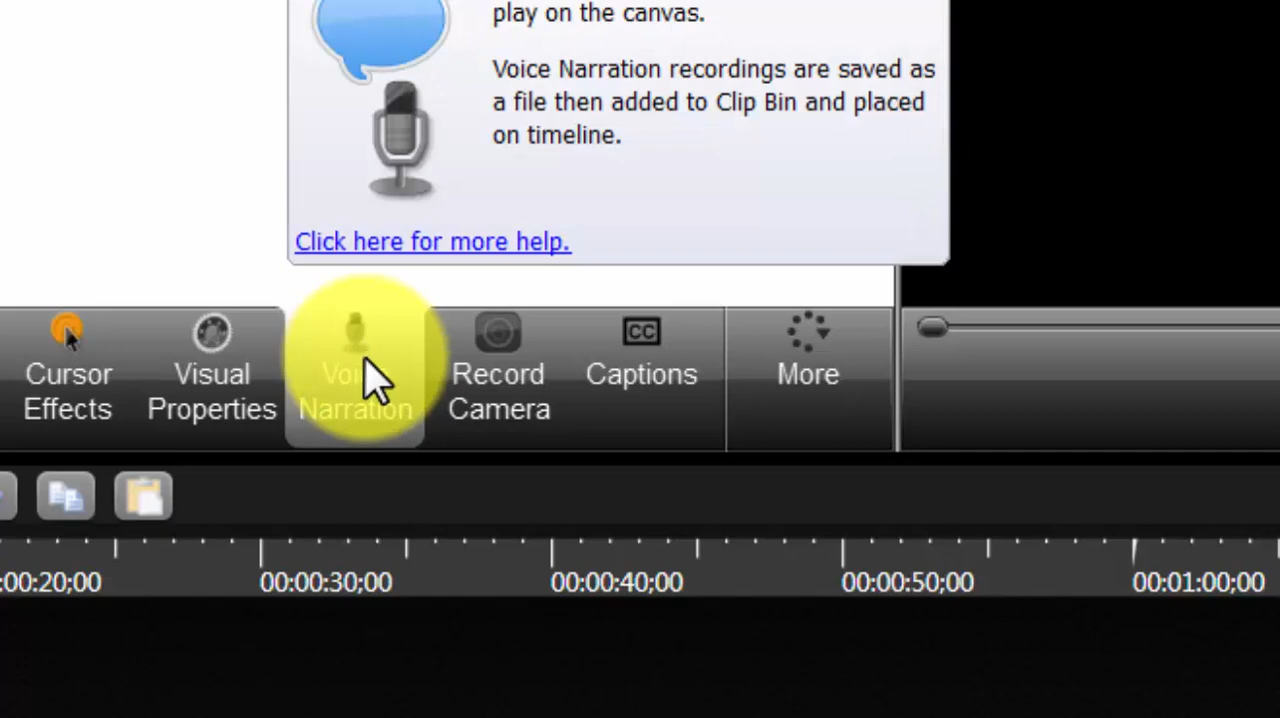 play on the canvas.
Voice Narration recordings are saved as
a file then added to Clip Bin and placed
on timeline.
Click here for more help.
Cursor
Effects
Visual
Properties
Voice
Narration
Record
Camera
CC
Captions
More
:00:20;00
00:00:30;00
00:00:40;00
00:00:50;00
00:01:00;00